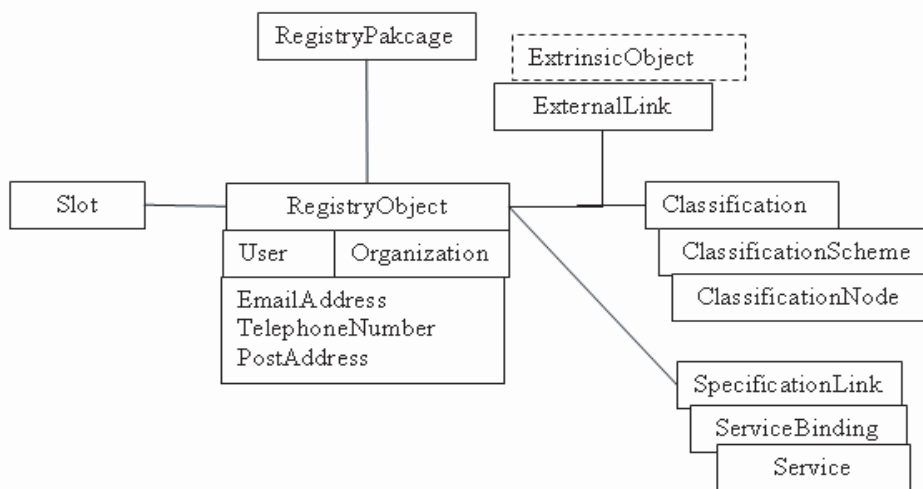 RegistryPakcage
ExtrinsicObject
ExternalLink
Slot
RegistryObject
Classification
User
Organization
ClassificationScheme
ClassificationNode
EmailAddress
TelephoneNumber
PostAddress
SpecificationLink
ServiceBinding
Service